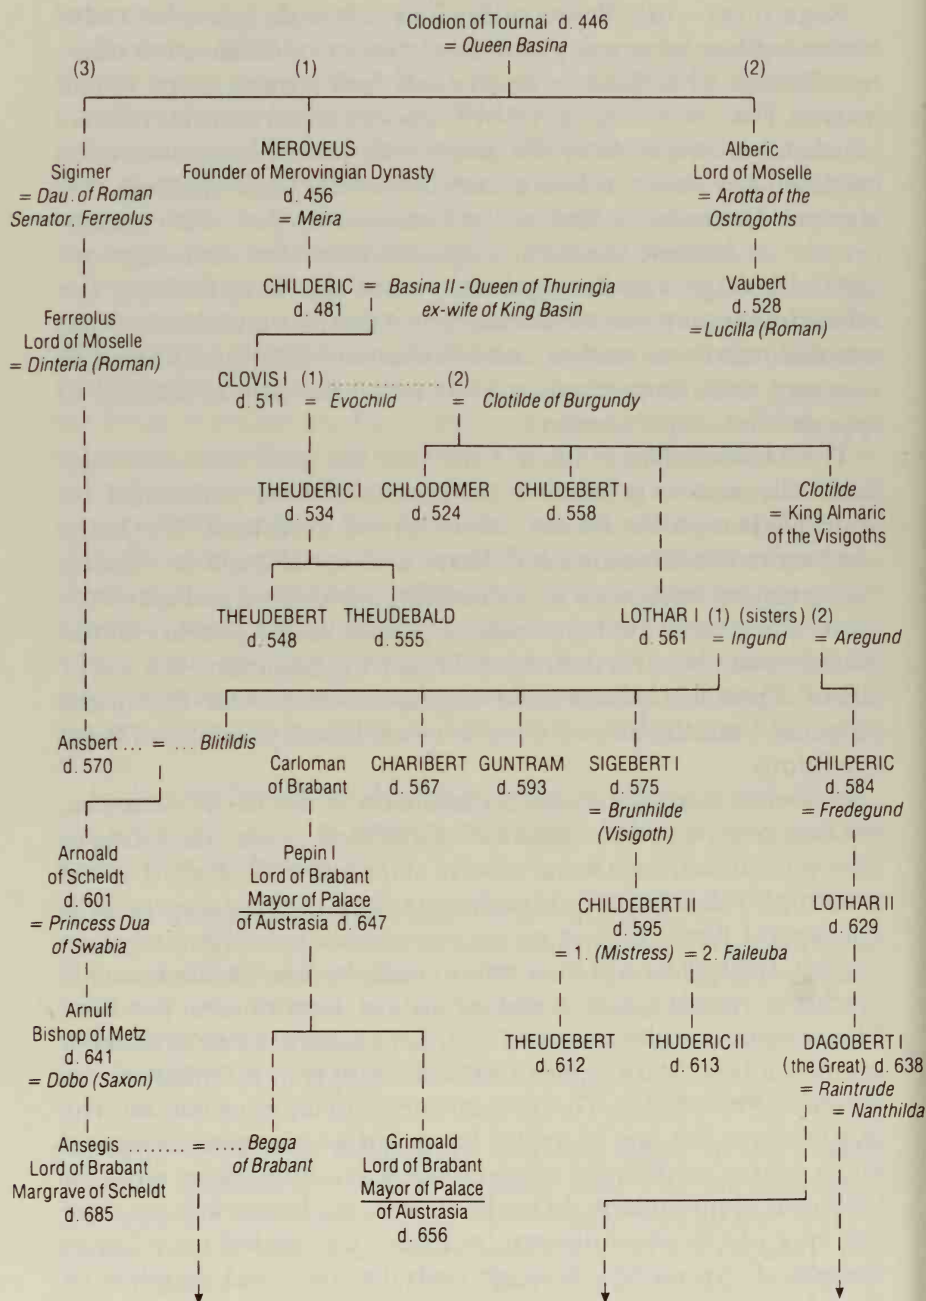 Clodion of Tournai d. 446
= Queen Basina
(3) (1) (2)
Sigimer
= Dau. of Roman
Senator, Ferreolus
MEROVEUS
Founder of Merovingian Dynasty
d. 456
= Meira
Alberic
Lord of Moselle
= Arotta of the
Ostrogoths
CHILDERIC = Basina II - Queen of Thuringia
d. 481 ex-wife of King Basin
Vaubert
d. 528
= Lucilla (Roman)
Ferreolus
Lord of Moselle
= Dinteria (Roman)
CLOVIS I (1) .................... (2)
d. 511 = Evochild = Clotilde of Burgundy
THEUDERIC I
d. 534
CHLODOMER
d. 524
CHILDEBERT I
d. 558
Clotilde
= King Almaric
of the Visigoths
THEUDEBERT
d. 548
THEUDEBALD
d. 555
LOTHAR I (1) (sisters) (2)
d. 561 = Ingund = Aregund
Ansbert ... = ... Blitildis
d. 570
Carloman
of Brabant
CHARIBERT
d. 567
GUNTRAM
d. 593
SIGEBERT I
d. 575
= Brunhilde
(Visigoth)
CHILPERIC
d. 584
= Fredegund
Arnoald
of Scheldt
d. 601
= Princess Dua
of Swabia
Pepin I
Lord of Brabant
Mayor of Palace
of Austrasia d. 647
CHILDEBERT II
d. 595
= 1. (Mistress) = 2. Faileuba
LOTHAR II
d. 629
Arnulf
Bishop of Metz
d. 641
= Dobo (Saxon)
THEUDEBERT
d. 612
THUDERIC II
d. 613
DAGOBERT I
(the Great) d. 638
= Raintrude
= Nanthilda
Ansegis ........ = .... Begga
Lord of Brabant of Brabant
Margrave of Scheldt
d. 685
Grimoald
Lord of Brabant
Mayor of Palace
of Austrasia
d. 656